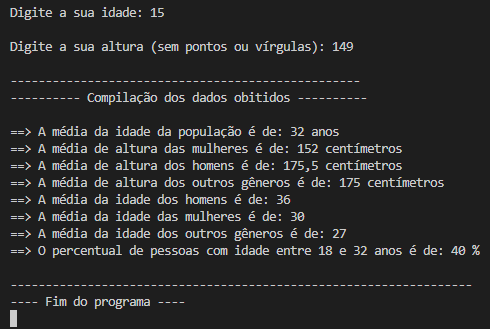 Digite a sua idade: 15
Digite a sua altura (sem pontos ou vírgulas): 149
--------------------------------------------------
---------- Compilação dos dados obitidos ----------
==> A média da idade da população é de: 32 anos
==> A média de altura das mulheres é de: 152 centímetros
==> A média de altura dos homens é de: 175,5 centímetros
==> A média de altura dos outros gêneros é de: 175 centímetros
==> A média da idade dos homens é de: 36
==> A média da idade das mulheres é de: 30
==> A média da idade dos outros gêneros é de: 27
==> O percentual de pessoas com idade entre 18 e 32 anos é de: 40 %
------------------------------------------------------------------
---- Fim do programa ----